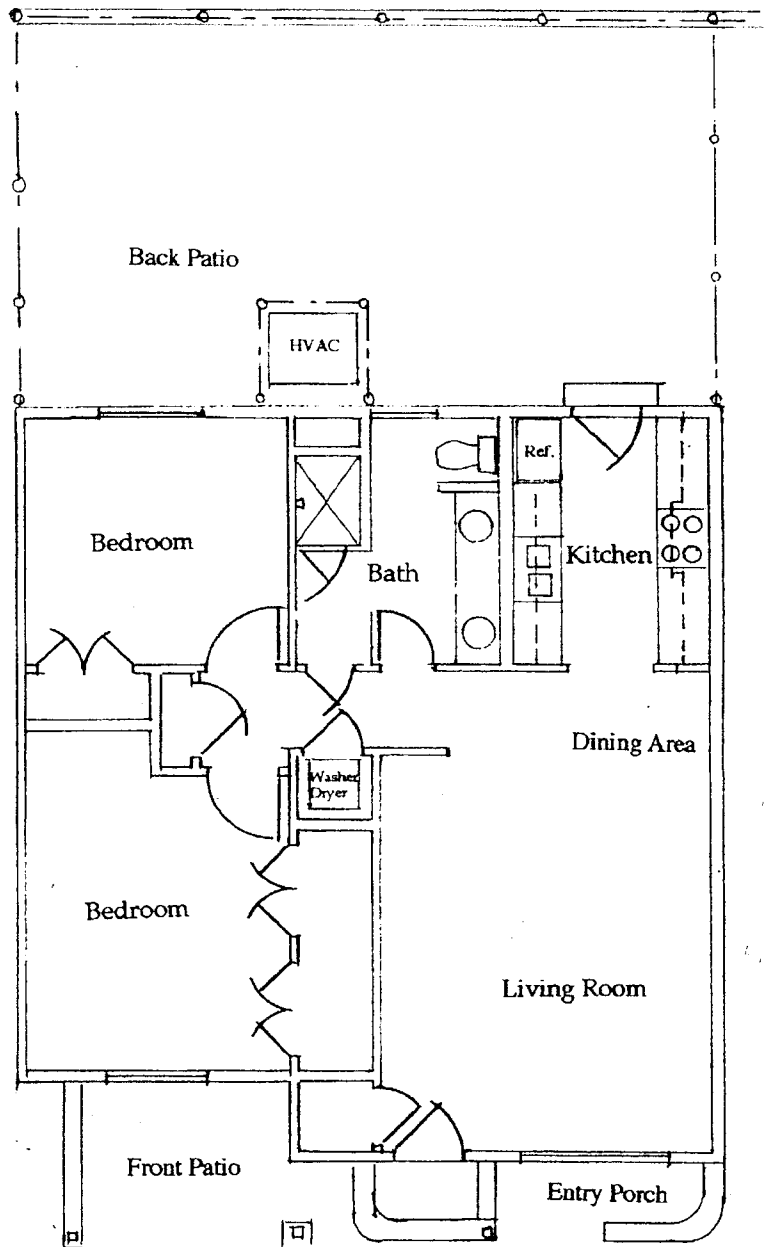 Back Patio
HVAC
Ref.
Bedroom
Kitchen
Bath
Dining Area
Washer
Dryer
Bedroom
Living Room
Front Patio
Entry Porch